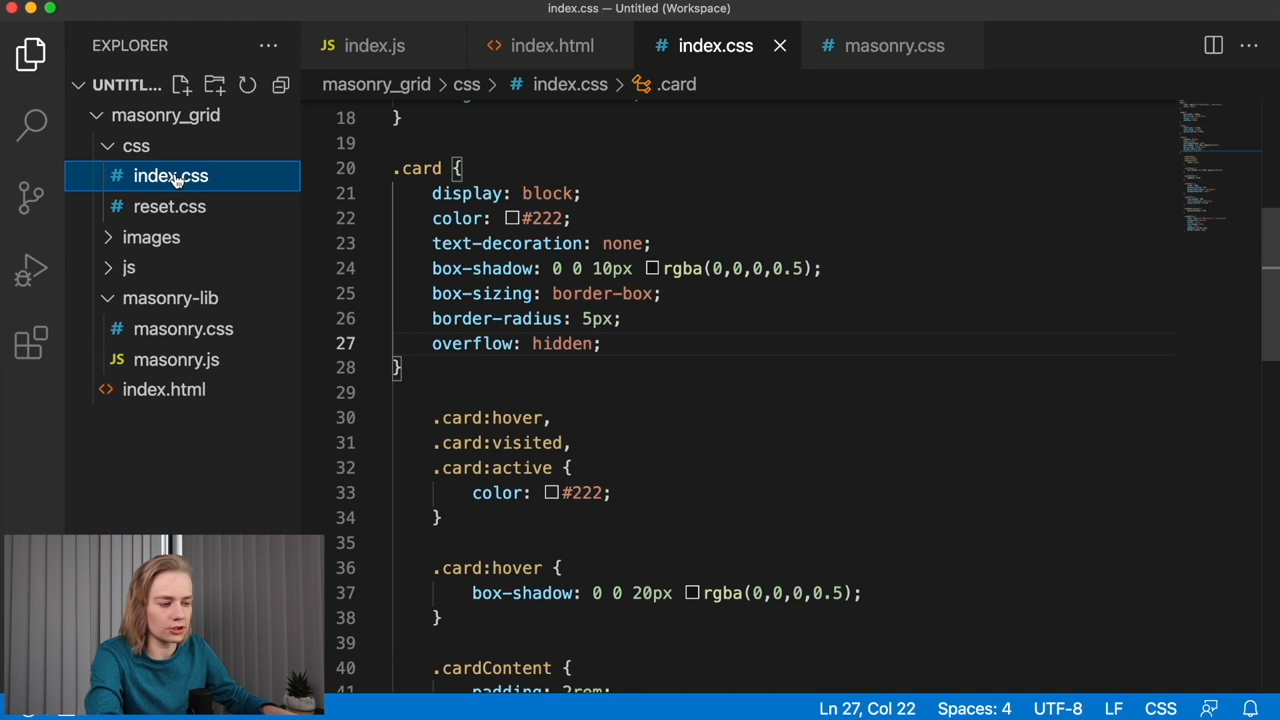 index.css — Untitled (Workspace)
EXPLORER
index.js
index.html
index.css
masonry.css
UNTITL...
masonry_grid > css > # index.css > .card
masonry_grid
css
# index.css
# reset.css
images
js
masonry-lib
# masonry.css
JS masonry.js
<> index.html
18 }
19
20 .card {
21 display: block;
22 color: #222;
23 text-decoration: none;
24 box-shadow: 0 0 10px rgba(0,0,0,0.5);
25 box-sizing: border-box;
26 border-radius: 5px;
27 overflow: hidden;
28 }
29
30 .card:hover,
31 .card:visited,
32 .card:active {
33 color: #222;
34 }
35
36 .card:hover {
37 box-shadow: 0 0 20px rgba(0,0,0,0.5);
38 }
39
40 .cardContent {
41 padding: 2rem;
Ln 27, Col 22 Spaces: 4 UTF-8 LF CSS